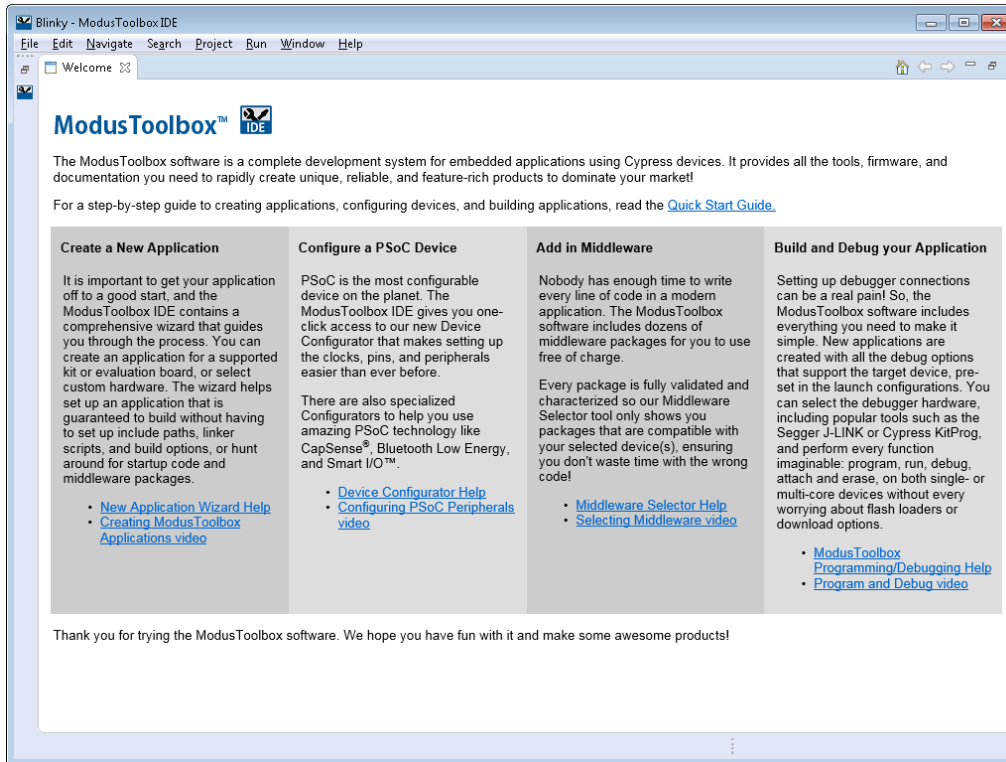 Blinky - ModusToolbox IDE
File Edit Navigate Search Project Run Window Help
Welcome
ModusToolbox™ IDE
The ModusToolbox software is a complete development system for embedded applications using Cypress devices. It provides all the tools, firmware, and
documentation you need to rapidly create unique, reliable, and feature-rich products to dominate your market!
For a step-by-step guide to creating applications, configuring devices, and building applications, read the Quick Start Guide.
Create a New Application
It is important to get your application
off to a good start, and the
ModusToolbox IDE contains a
comprehensive wizard that guides
you through the process. You can
create an application for a supported
kit or evaluation board, or select
custom hardware. The wizard helps
set up an application that is
guaranteed to build without having
to set up include paths, linker
scripts, and build options, or hunt
around for startup code and
middleware packages.
• New Application Wizard Help
• Creating ModusToolbox
Applications video
Configure a PSoC Device
PSoC is the most configurable
device on the planet. The
ModusToolbox IDE gives you one-
click access to our new Device
Configurator that makes setting up
the clocks, pins, and peripherals
easier than ever before.
There are also specialized
Configurators to help you use
amazing PSoC technology like
CapSense®, Bluetooth Low Energy,
and Smart I/O™.
• Device Configurator Help
• Configuring PSoC Peripherals
video
Add in Middleware
Nobody has enough time to write
every line of code in a modern
application. The ModusToolbox
software includes dozens of
middleware packages for you to use
free of charge.
Every package is fully validated and
characterized so our Middleware
Selector tool only shows you
packages that are compatible with
your selected device(s), ensuring
you don't waste time with the wrong
code!
• Middleware Selector Help
• Selecting Middleware video
Build and Debug your Application
Setting up debugger connections
can be a real pain! So, the
ModusToolbox software includes
everything you need to make it
simple. New applications are
created with all the debug options
that support the target device, pre-
set in the launch configurations. You
can select the debugger hardware,
including popular tools such as the
Segger J-LINK or Cypress KitProg,
and perform every function
imaginable: program, run, debug,
attach and erase, on both single- or
multi-core devices without every
worrying about flash loaders or
download options.
• ModusToolbox
Programming/Debugging Help
• Program and Debug video
Thank you for trying the ModusToolbox software. We hope you have fun with it and make some awesome products!